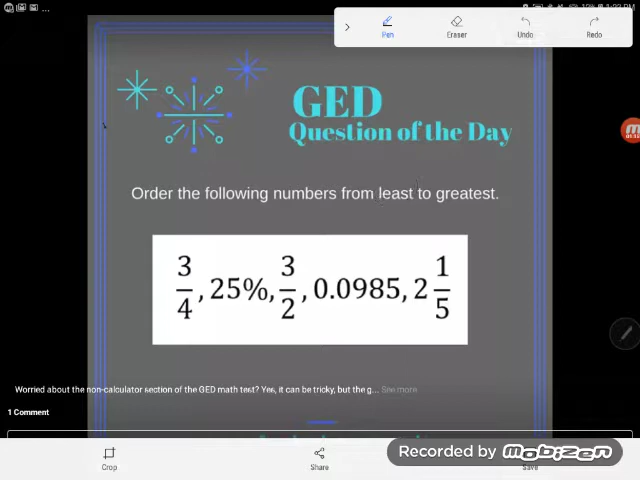 Pen
Eraser
Undo
Redo
GED
Question of the Day
Order the following numbers from least to greatest.
3/4, 25%, 3/2, 0.0985, 2 1/5
Worried about the non-calculator section of the GED math test? Yes, it can be tricky, but the g... See more
1 Comment
Crop
Share
Save
Recorded by Mobizen